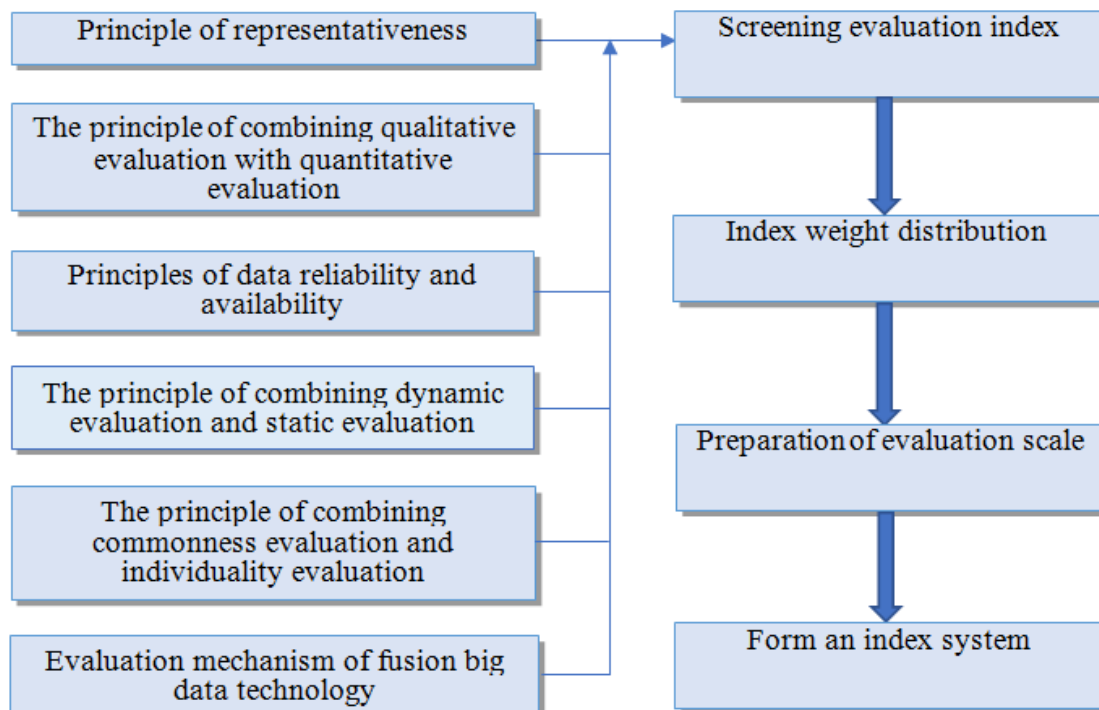 Principle of representativeness
The principle of combining qualitative
evaluation with quantitative
evaluation
Principles of data reliability and
availability
The principle of combining dynamic
evaluation and static evaluation
The principle of combining
commonness evaluation and
individuality evaluation
Evaluation mechanism of fusion big
data technology
Screening evaluation index
Index weight distribution
Preparation of evaluation scale
Form an index system